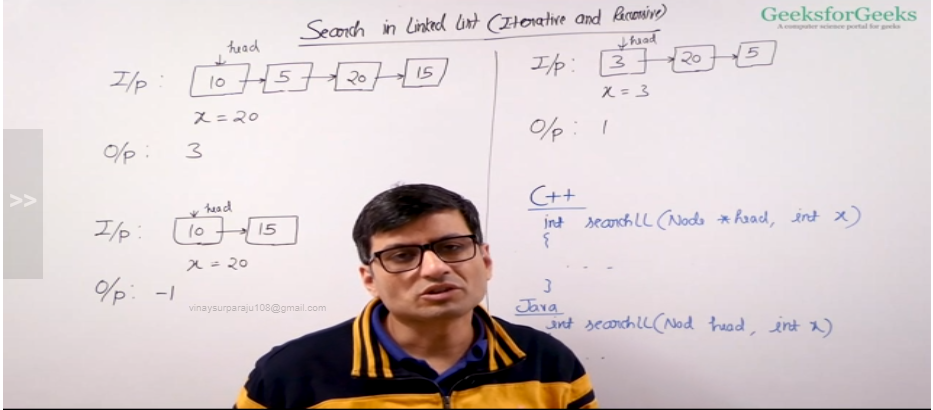 Search in Linked List (Iterative and Recursive)
GeeksforGeeks
A computer science portal for geeks
head
I/p: 10 5 20 15
x = 20
O/p: 3
head
I/p: 10 15
x = 20
O/p: -1
head
I/p: 3 20 5
x = 3
O/p: 1
C++
int searchLL(Node *head, int x)
{
....
}
Java
int searchLL(Nod head, int x)
..
>>
vinaysurparaju108@gmail.com